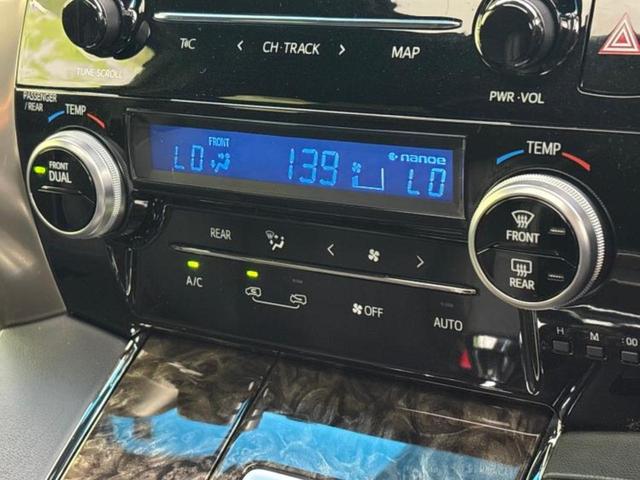 T&C
< CH · TRACK >
MAP
TUNE·SCROLL
PWR·VOL
PASSENGER
/REAR
TEMP
FRONT
DUAL
FRONT
LO
139
nanoe
LO
TEMP
FRONT
REAR
REAR
A/C
OFF
AUTO
H
M
:00